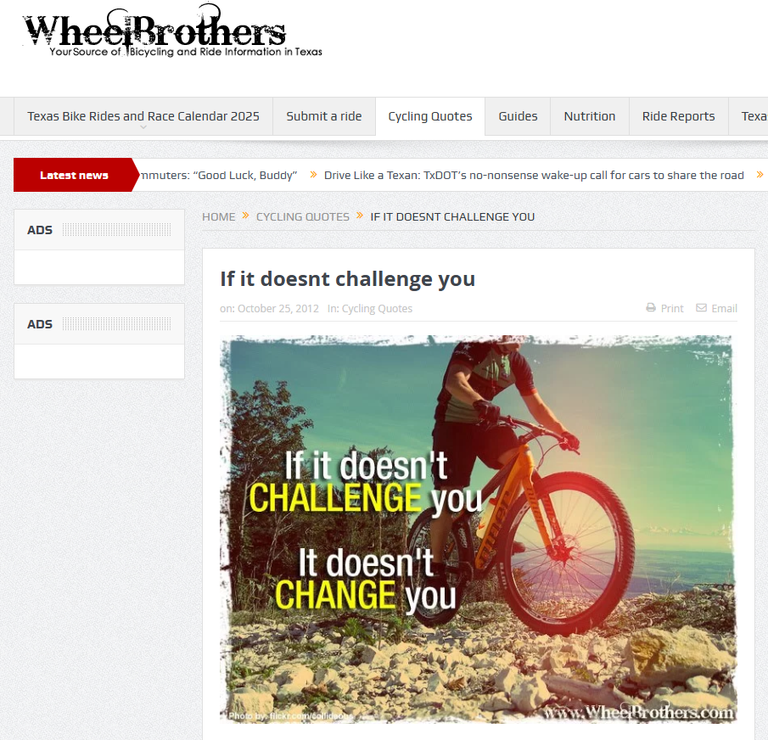 WheelBrothers
Your Source of Bicycling and Ride Information in Texas
Texas Bike Rides and Race Calendar 2025
Submit a ride
Cycling Quotes
Guides
Nutrition
Ride Reports
Texa
Latest news
mmuters: “Good Luck, Buddy”
Drive Like a Texan: TxDOT’s no-nonsense wake-up call for cars to share the road
ADS
ADS
HOME » CYCLING QUOTES » IF IT DOESNT CHALLENGE YOU
If it doesnt challenge you
on: October 25, 2012 In: Cycling Quotes
Print
Email
If it doesn't
CHALLENGE you
It doesn't
CHANGE you
Photo by: flickr.com/
www.WheelBrothers.com